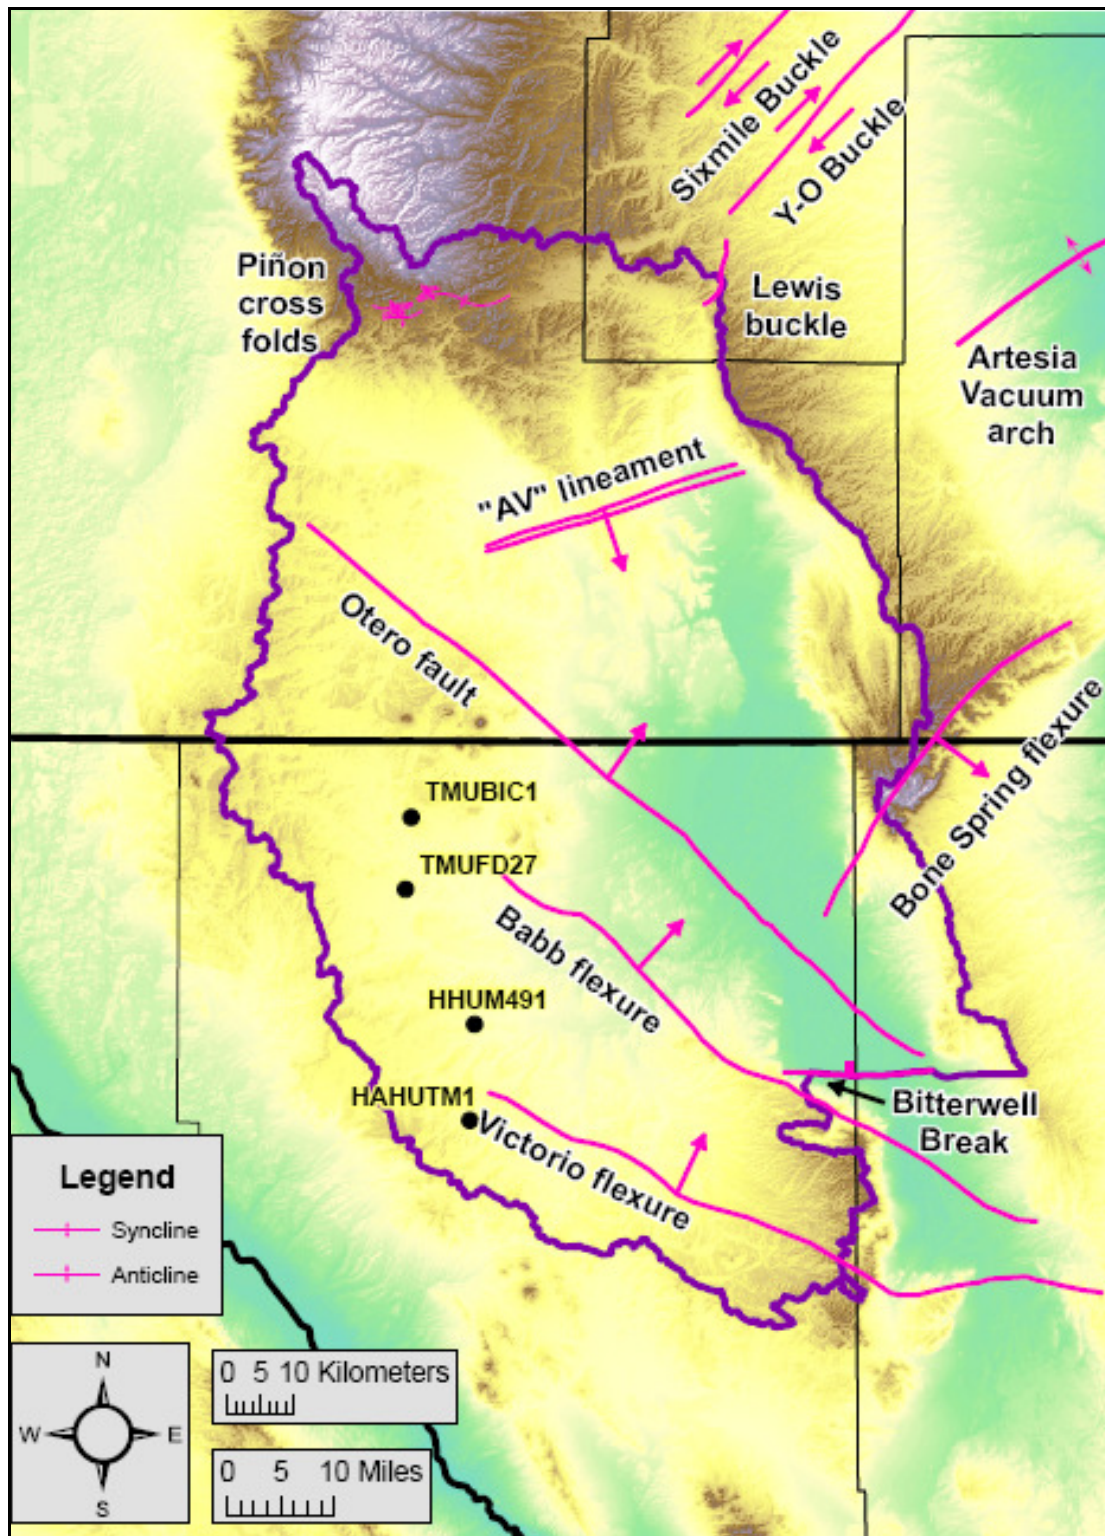 Sixmile Buckle
Y-O Buckle
Piñon
cross
folds
Lewis
buckle
Artesia
Vacuum
arch
"AV" lineament
Otero fault
Bone Spring flexure
TMUBIC1
TMUFD27
Babb flexure
HHUM491
HAHUTM1
Victorio flexure
Bitterwell
Break
Legend
Syncline
Anticline
N
W E
S
0 5 10 Kilometers
0 5 10 Miles